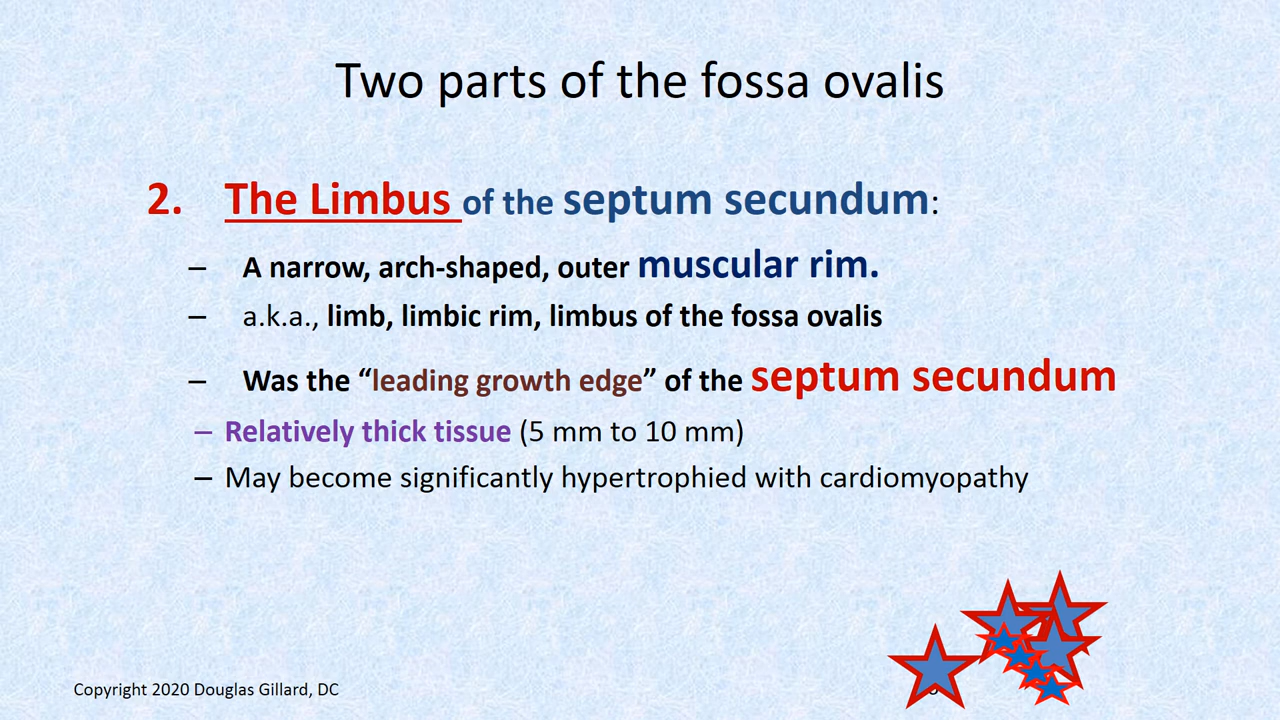 Two parts of the fossa ovalis
2. The Limbus of the septum secundum:
– A narrow, arch-shaped, outer muscular rim.
– a.k.a., limb, limbic rim, limbus of the fossa ovalis
– Was the “leading growth edge” of the septum secundum
– Relatively thick tissue (5 mm to 10 mm)
– May become significantly hypertrophied with cardiomyopathy
Copyright 2020 Douglas Gillard, DC